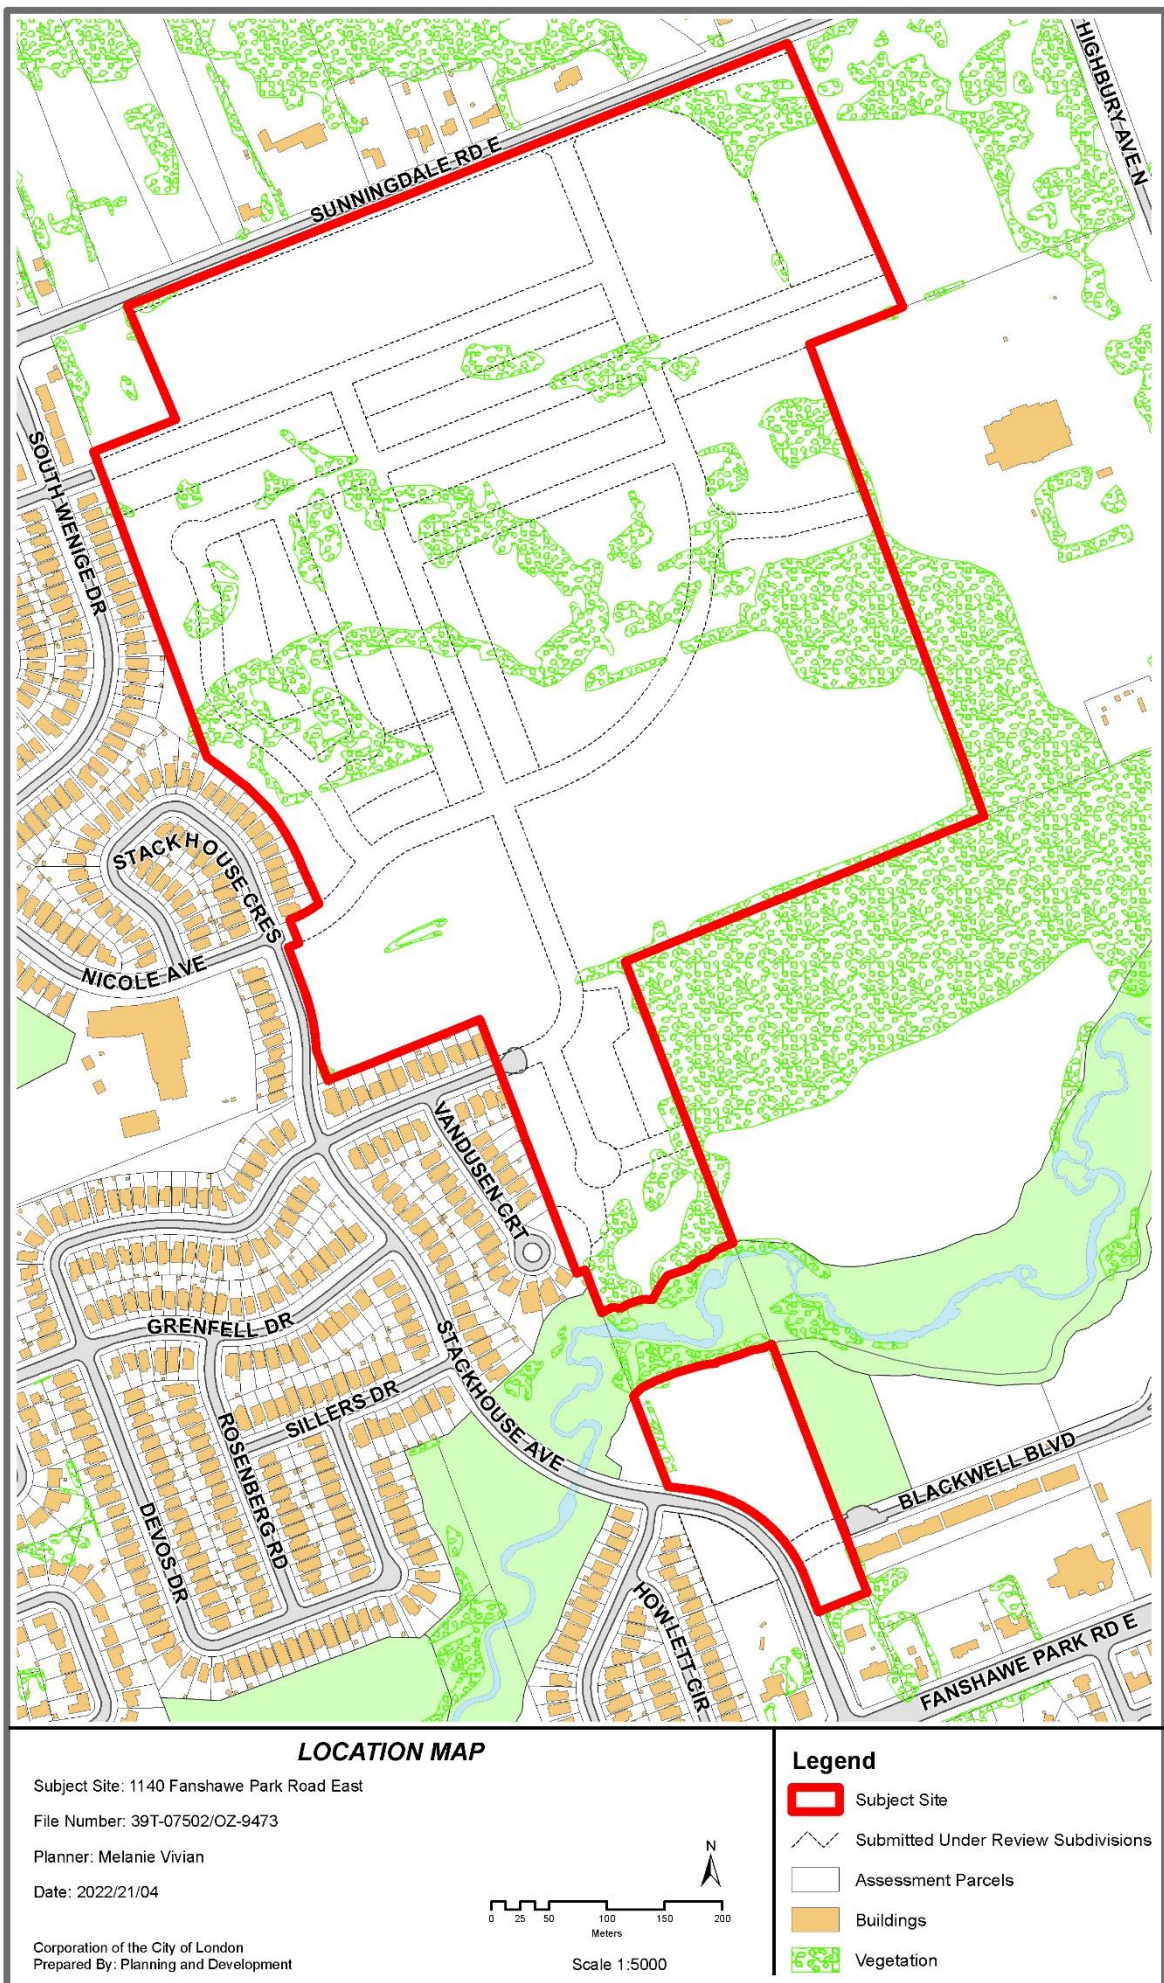 HIGHBURY AVE N
SUNNINGDALE RD E
SOUTH WENIGE DR
STACKHOUSE CRES
NICOLE AVE
VANDUSEN CRT
GRENFELL DR
STACKHOUSE AVE
SILLERS DR
ROSENBERG RD
DEVOS DR
BLACKWELL BLVD
HOWLETT CIR
FANSHAWE PARK RD E
LOCATION MAP
Subject Site: 1140 Fanshawe Park Road East
File Number: 39T-07502/OZ-9473
Planner: Melanie Vivian
Date: 2022/21/04
Corporation of the City of London
Prepared By: Planning and Development
N
0 25 50 100 150 200
Meters
Scale 1:5000
Legend
Subject Site
Submitted Under Review Subdivisions
Assessment Parcels
Buildings
Vegetation